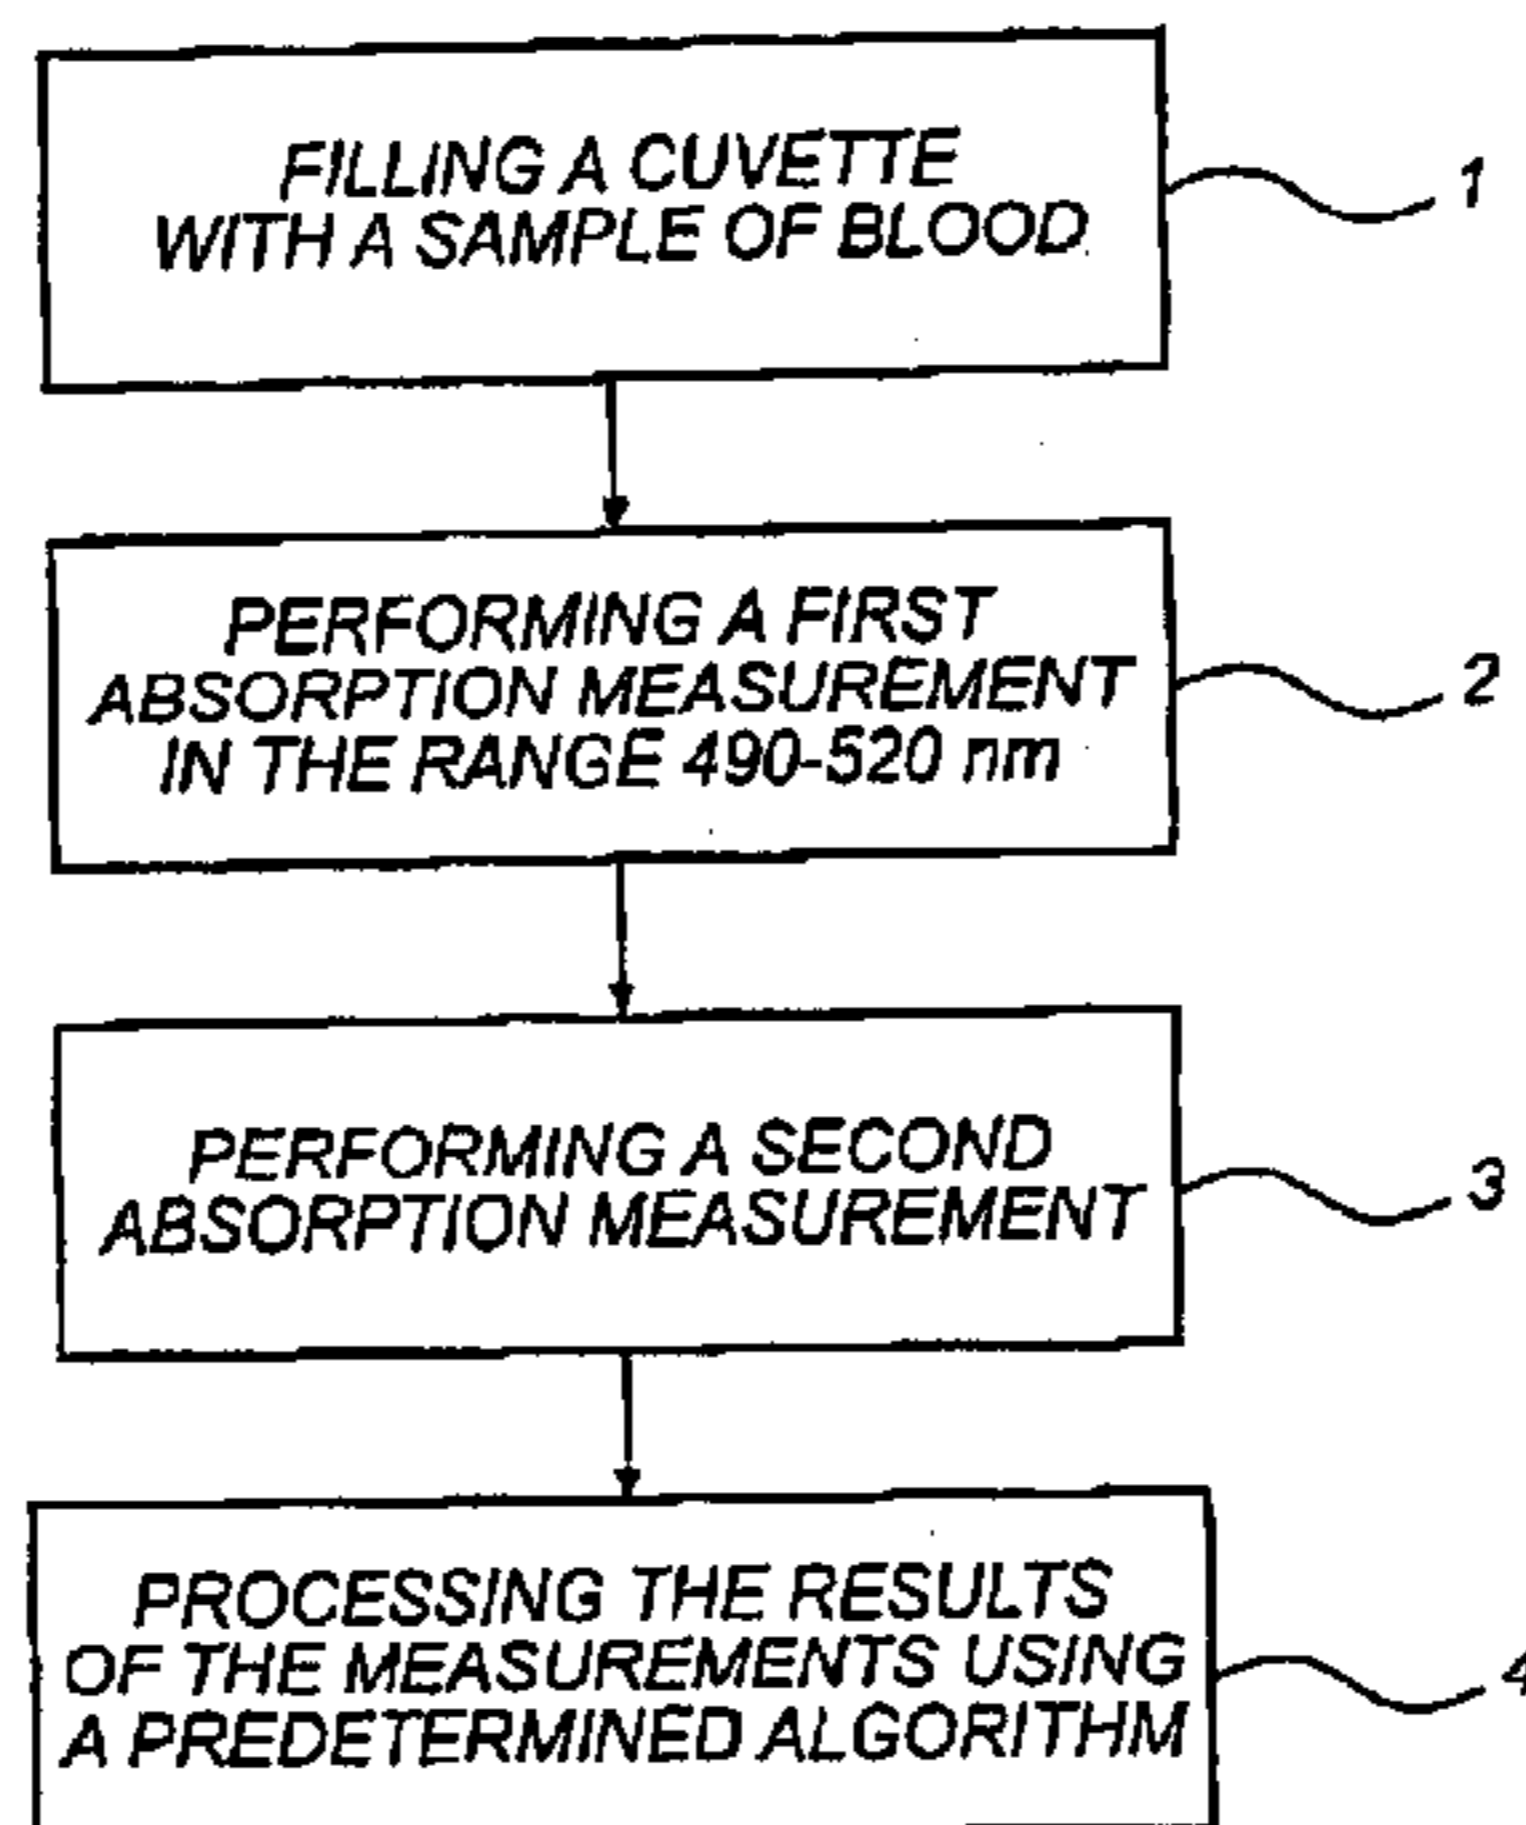 FILLING A CUVETTE
WITH A SAMPLE OF BLOOD
1
PERFORMING A FIRST
ABSORPTION MEASUREMENT
IN THE RANGE 490-520 nm
2
PERFORMING A SECOND
ABSORPTION MEASUREMENT
3
PROCESSING THE RESULTS
OF THE MEASUREMENTS USING
A PREDETERMINED ALGORITHM
4